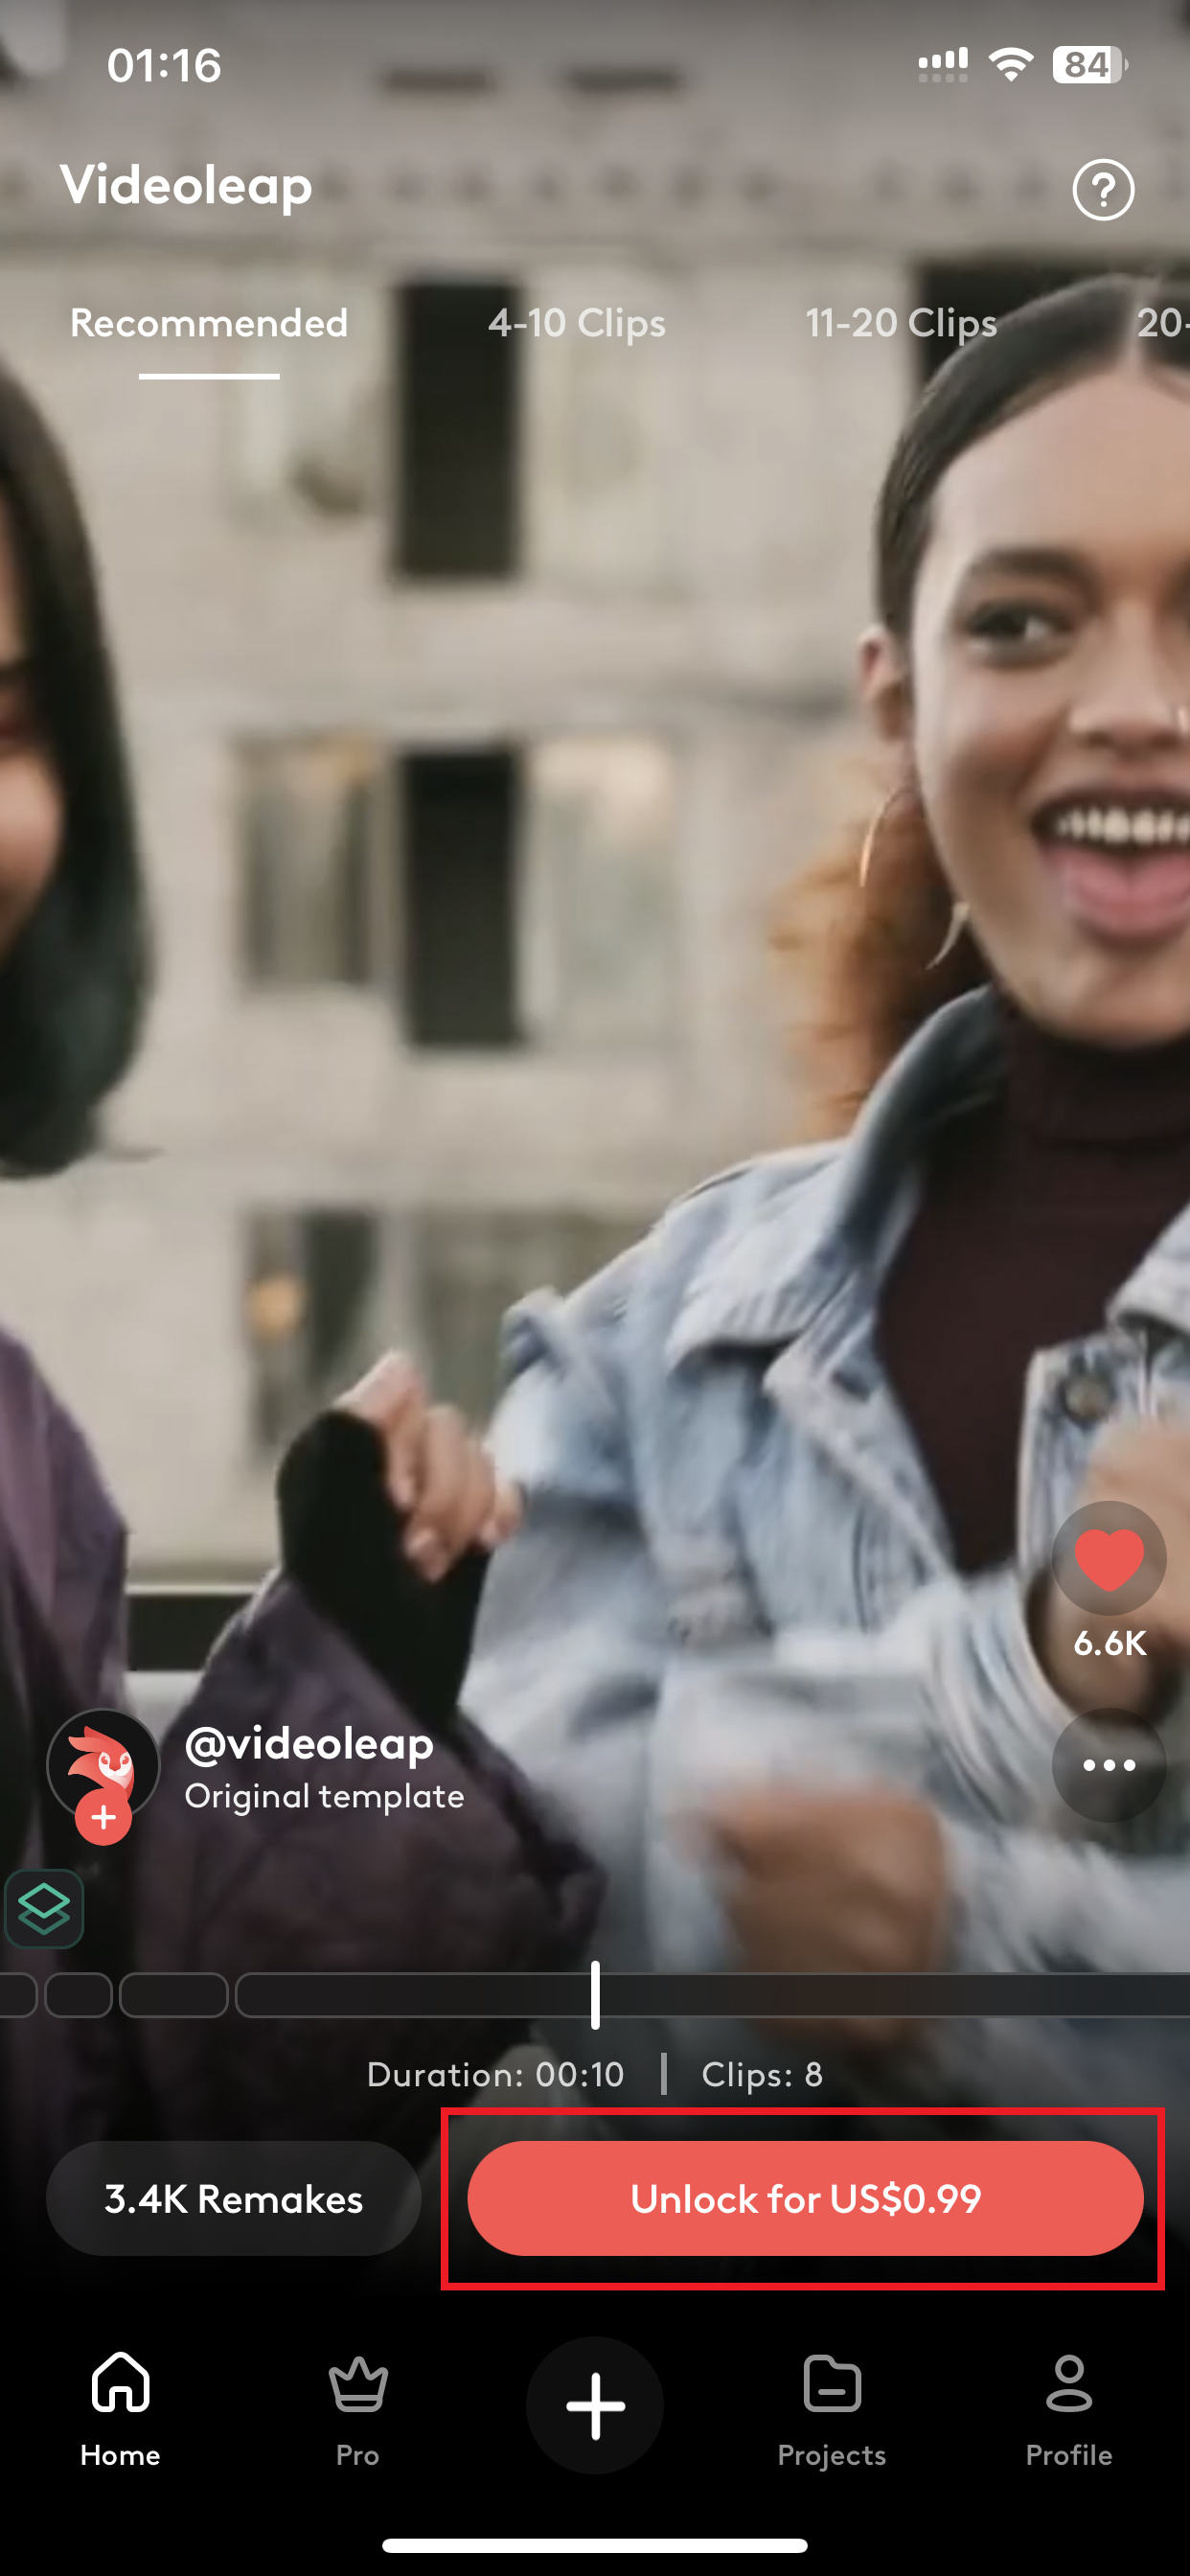 01:16
84
Videoleap
?
Recommended 4-10 Clips 11-20 Clips 20-
6.6K
@videoleap
Original template
Duration: 00:10 | Clips: 8
3.4K Remakes
Unlock for US$0.99
Home Pro Projects Profile